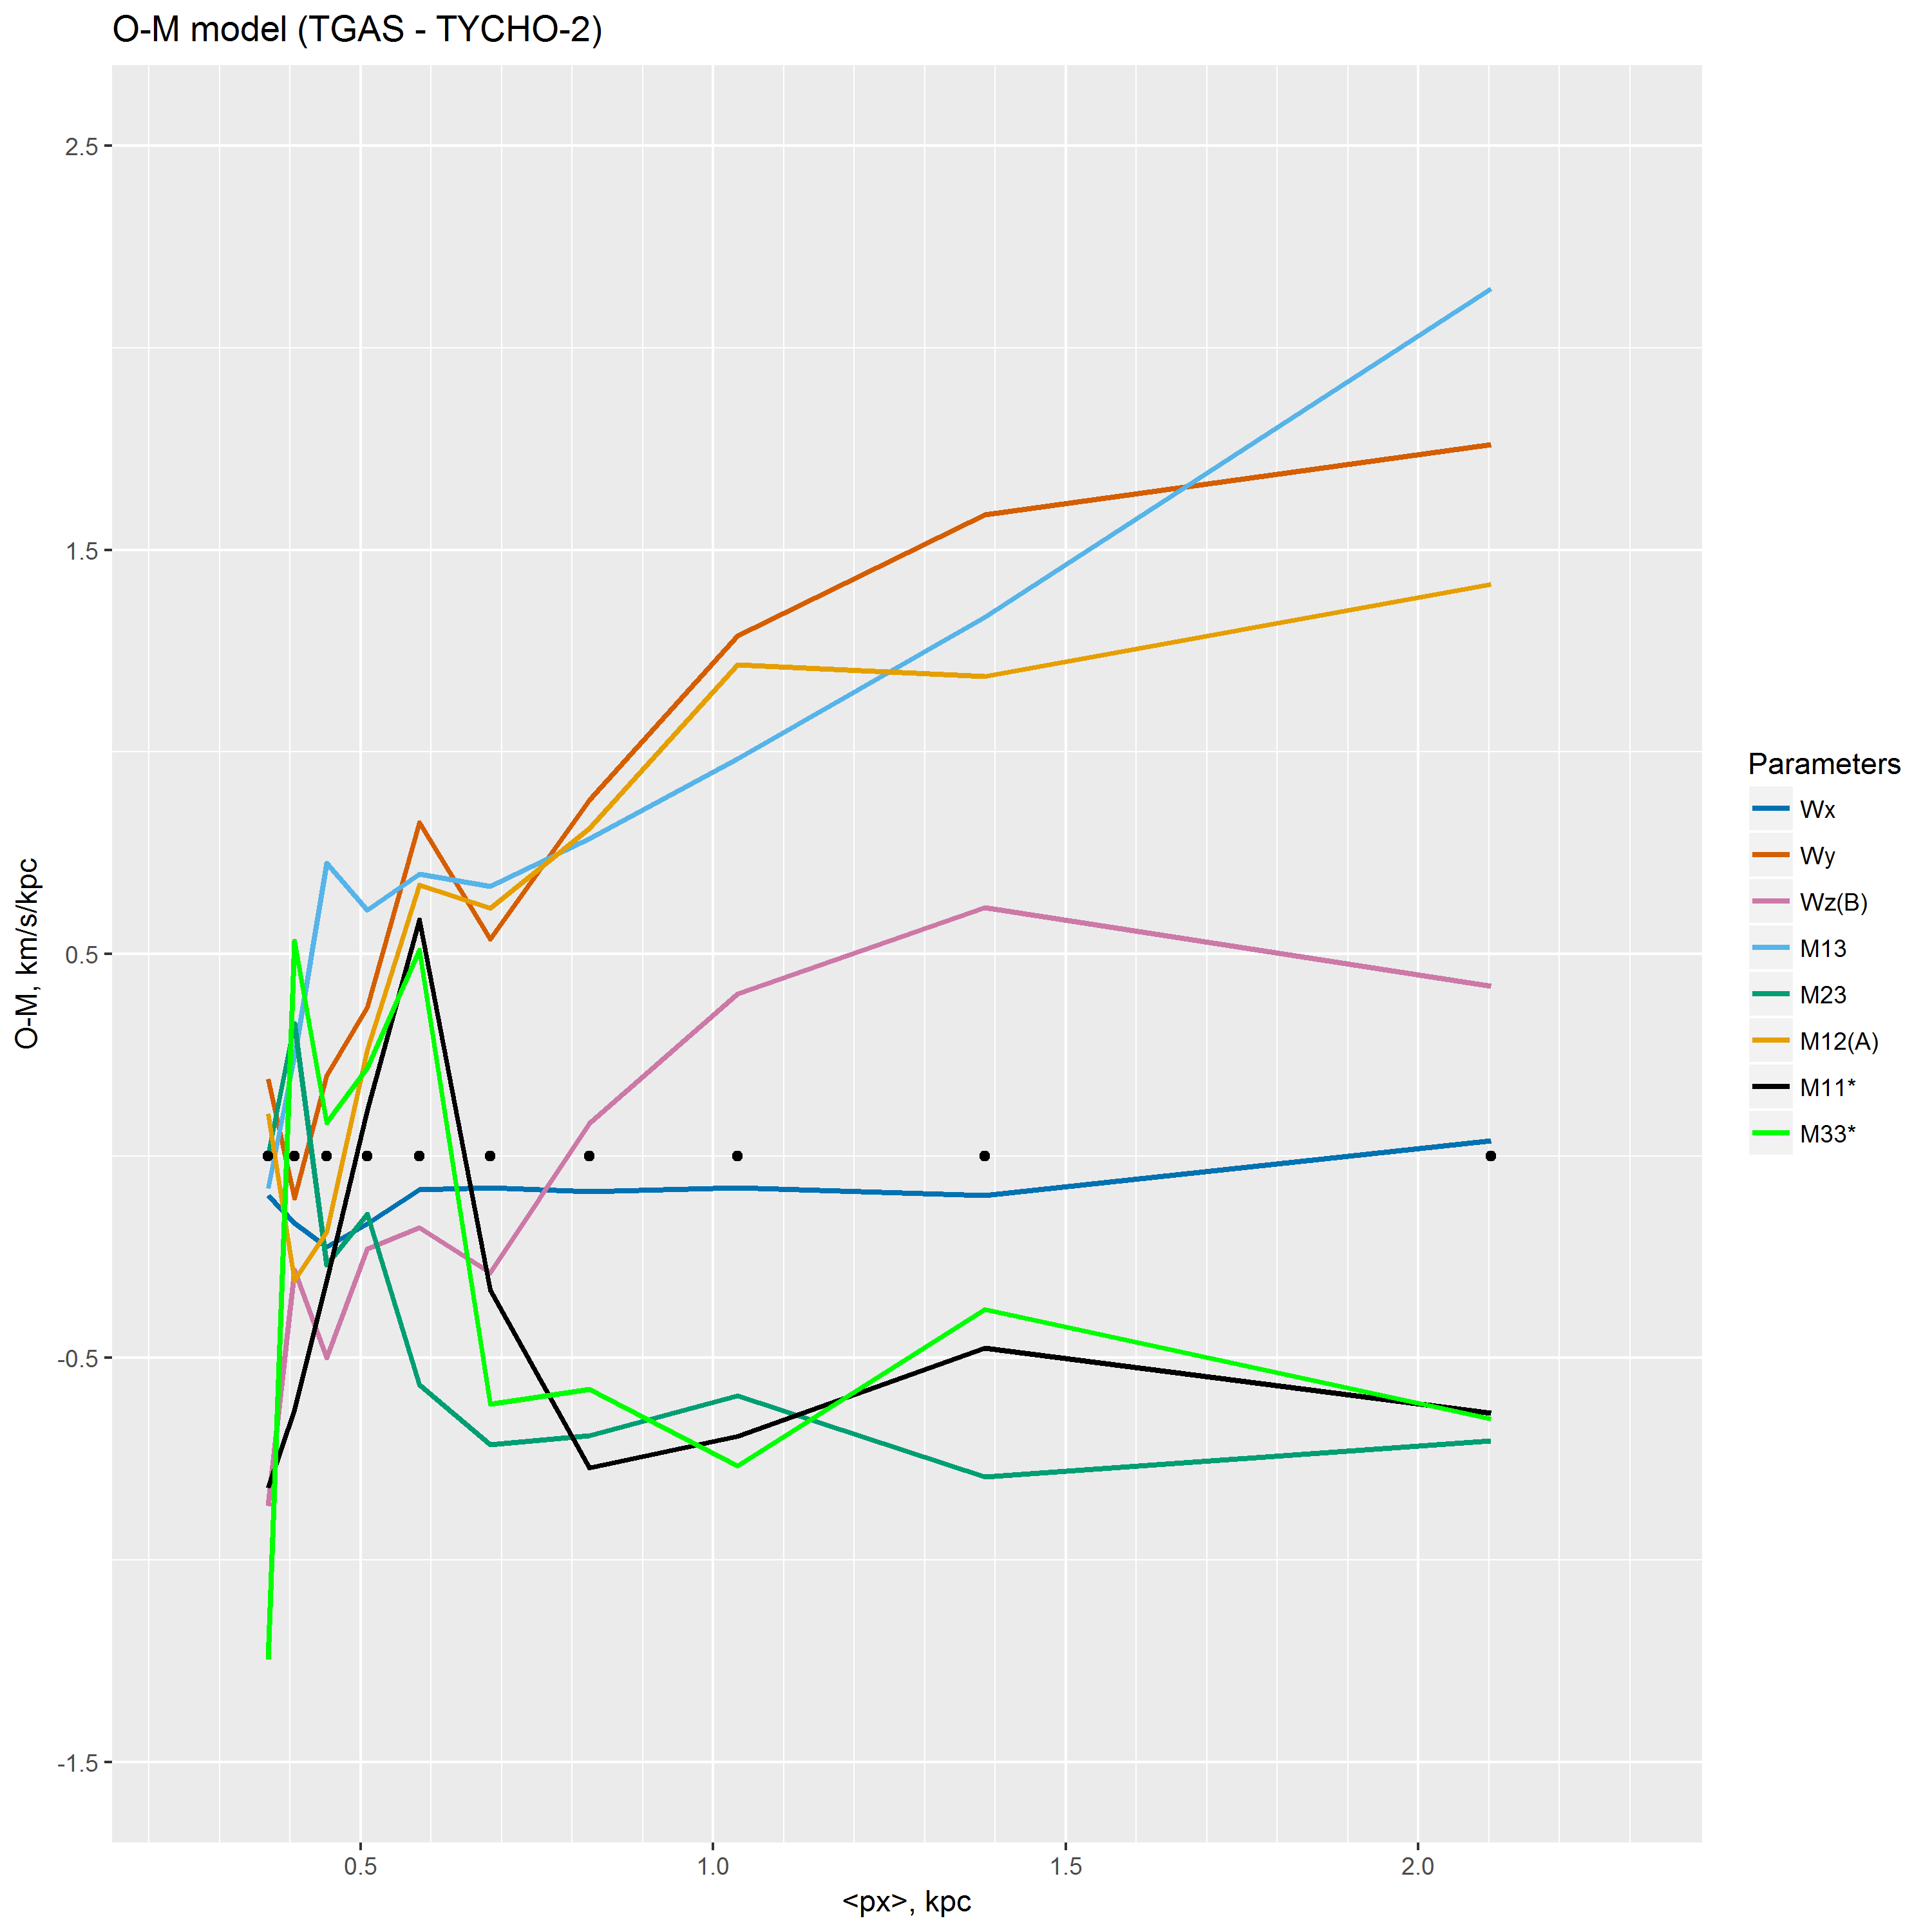 O-M model (TGAS - TYCHO-2)
2.5
1.5
0.5
-0.5
-1.5
O-M, km/s/kpc
0.5 1.0 1.5 2.0
<px>, kpc
Parameters
Wx
Wy
Wz(B)
M13
M23
M12(A)
M11*
M33*